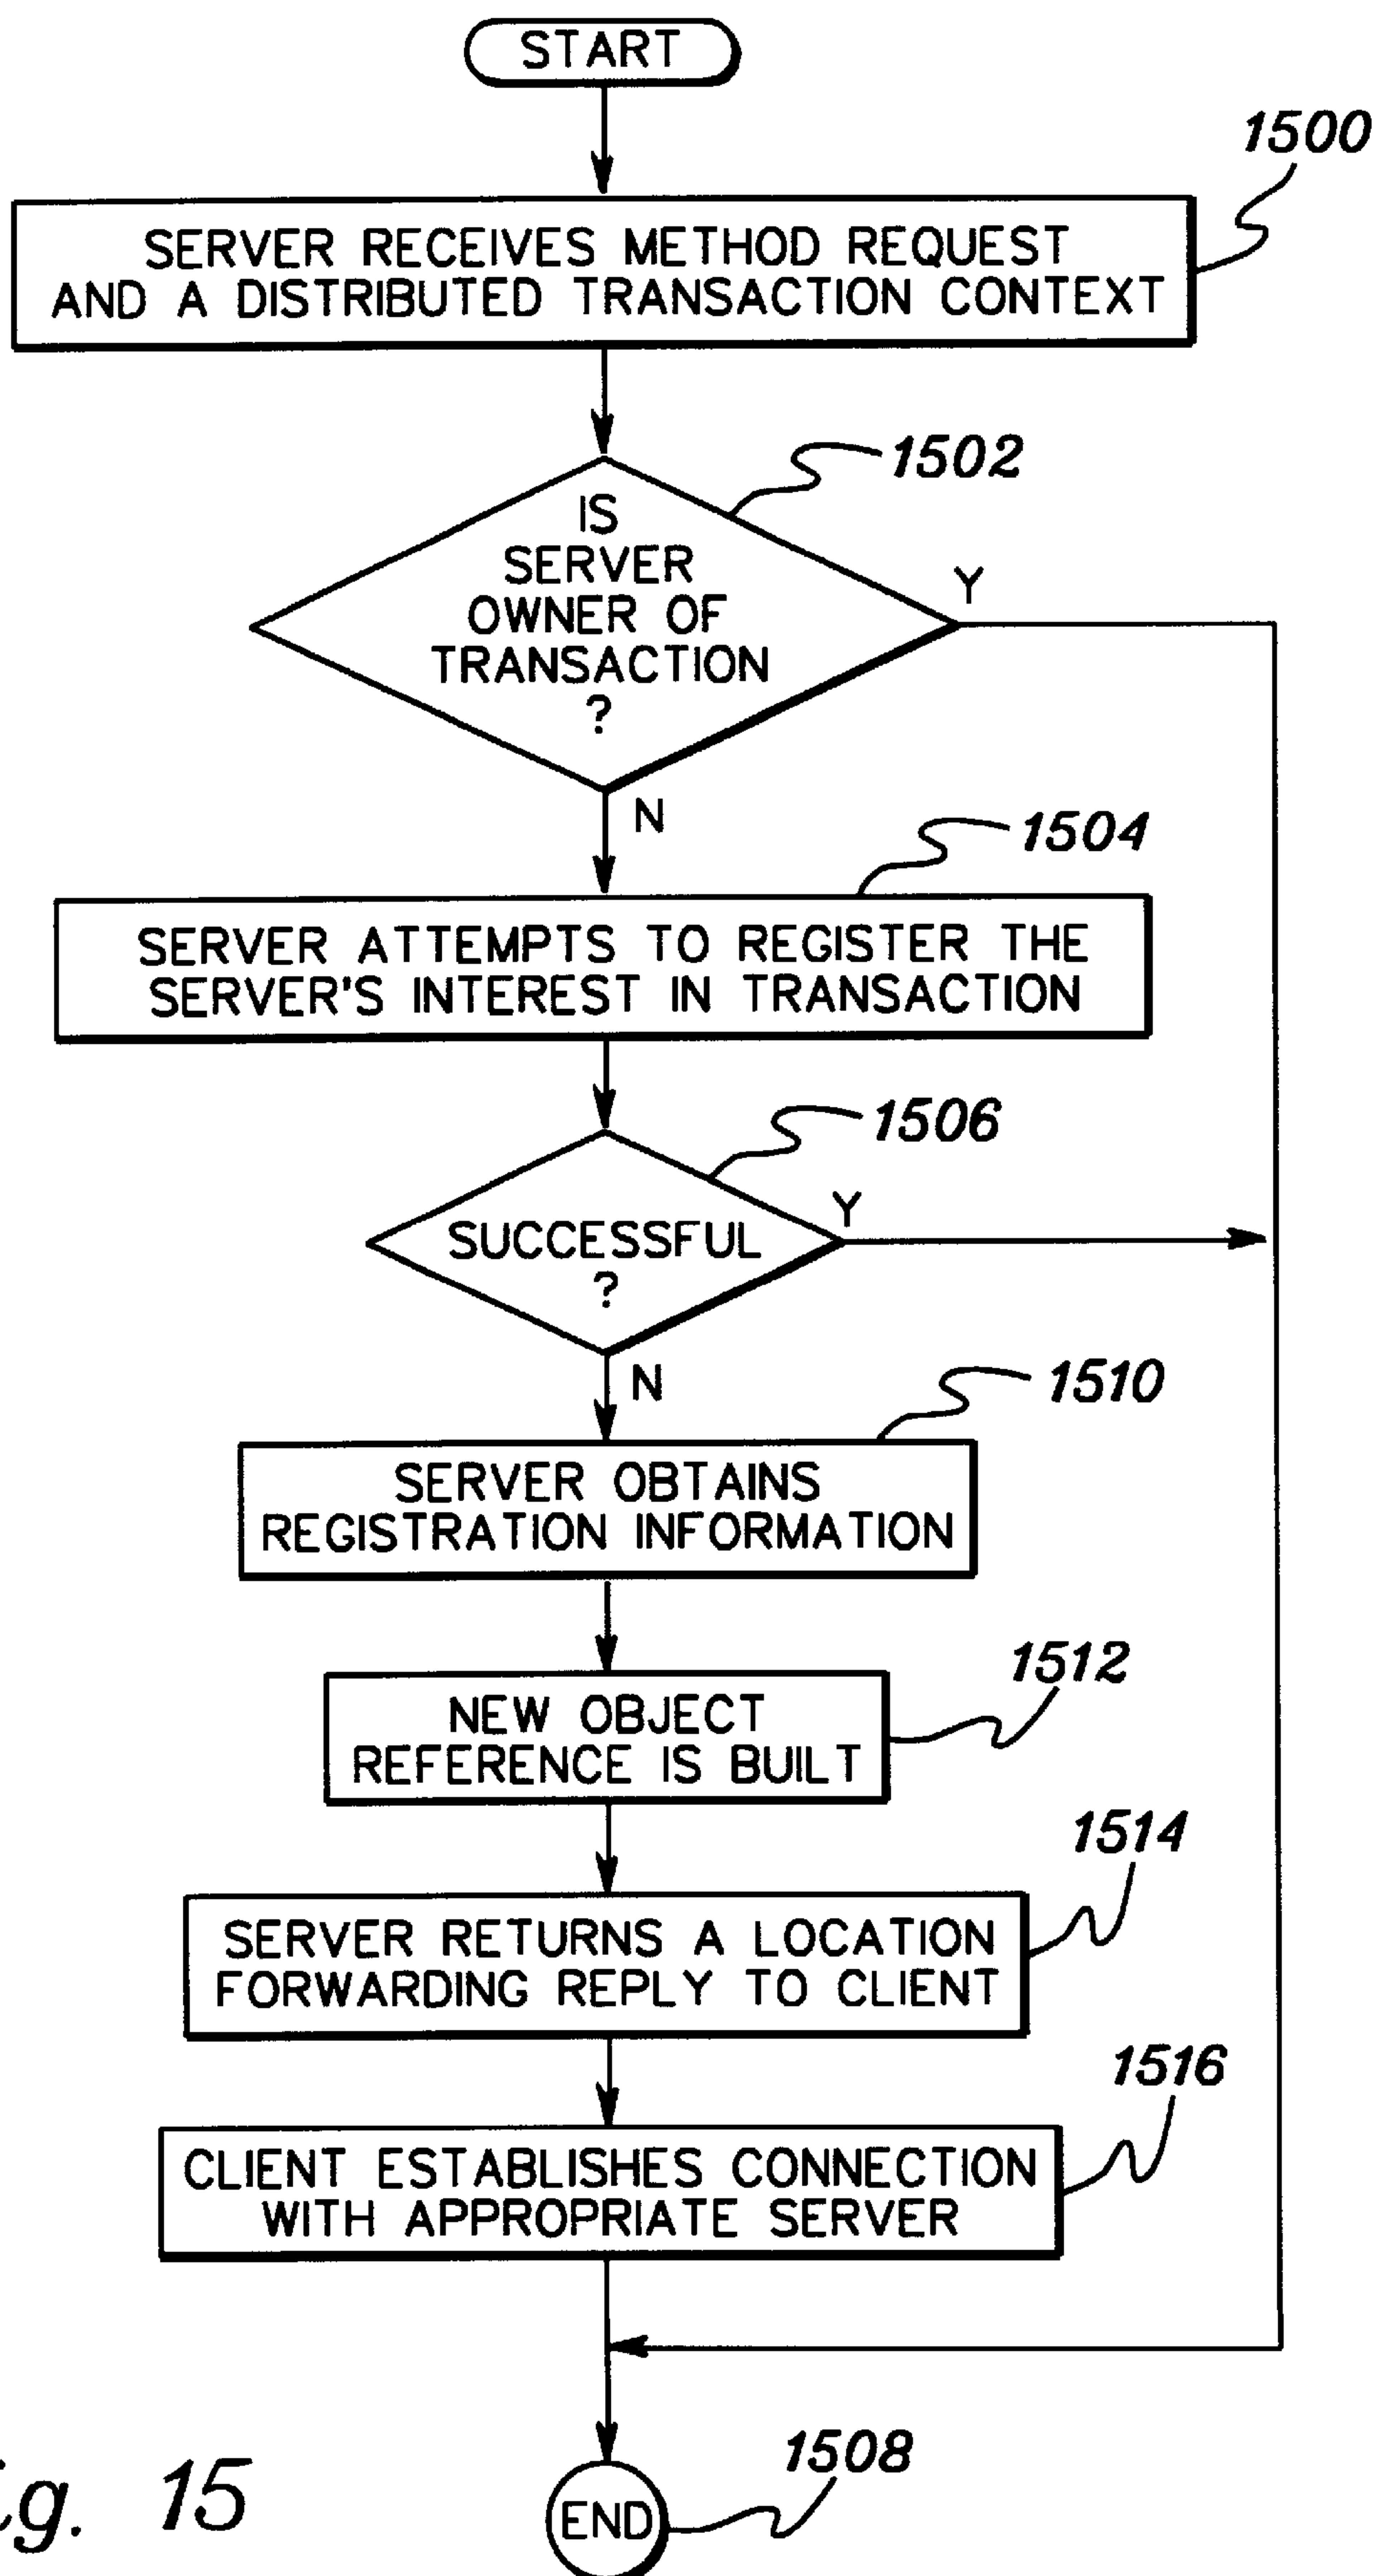 START
1500
SERVER RECEIVES METHOD REQUEST
AND A DISTRIBUTED TRANSACTION CONTEXT
1502
IS
SERVER
OWNER OF
TRANSACTION
?
Y
N
1504
SERVER ATTEMPTS TO REGISTER THE
SERVER'S INTEREST IN TRANSACTION
1506
SUCCESSFUL
?
Y
N
1510
SERVER OBTAINS
REGISTRATION INFORMATION
1512
NEW OBJECT
REFERENCE IS BUILT
1514
SERVER RETURNS A LOCATION
FORWARDING REPLY TO CLIENT
1516
CLIENT ESTABLISHES CONNECTION
WITH APPROPRIATE SERVER
1508
END
ig. 15